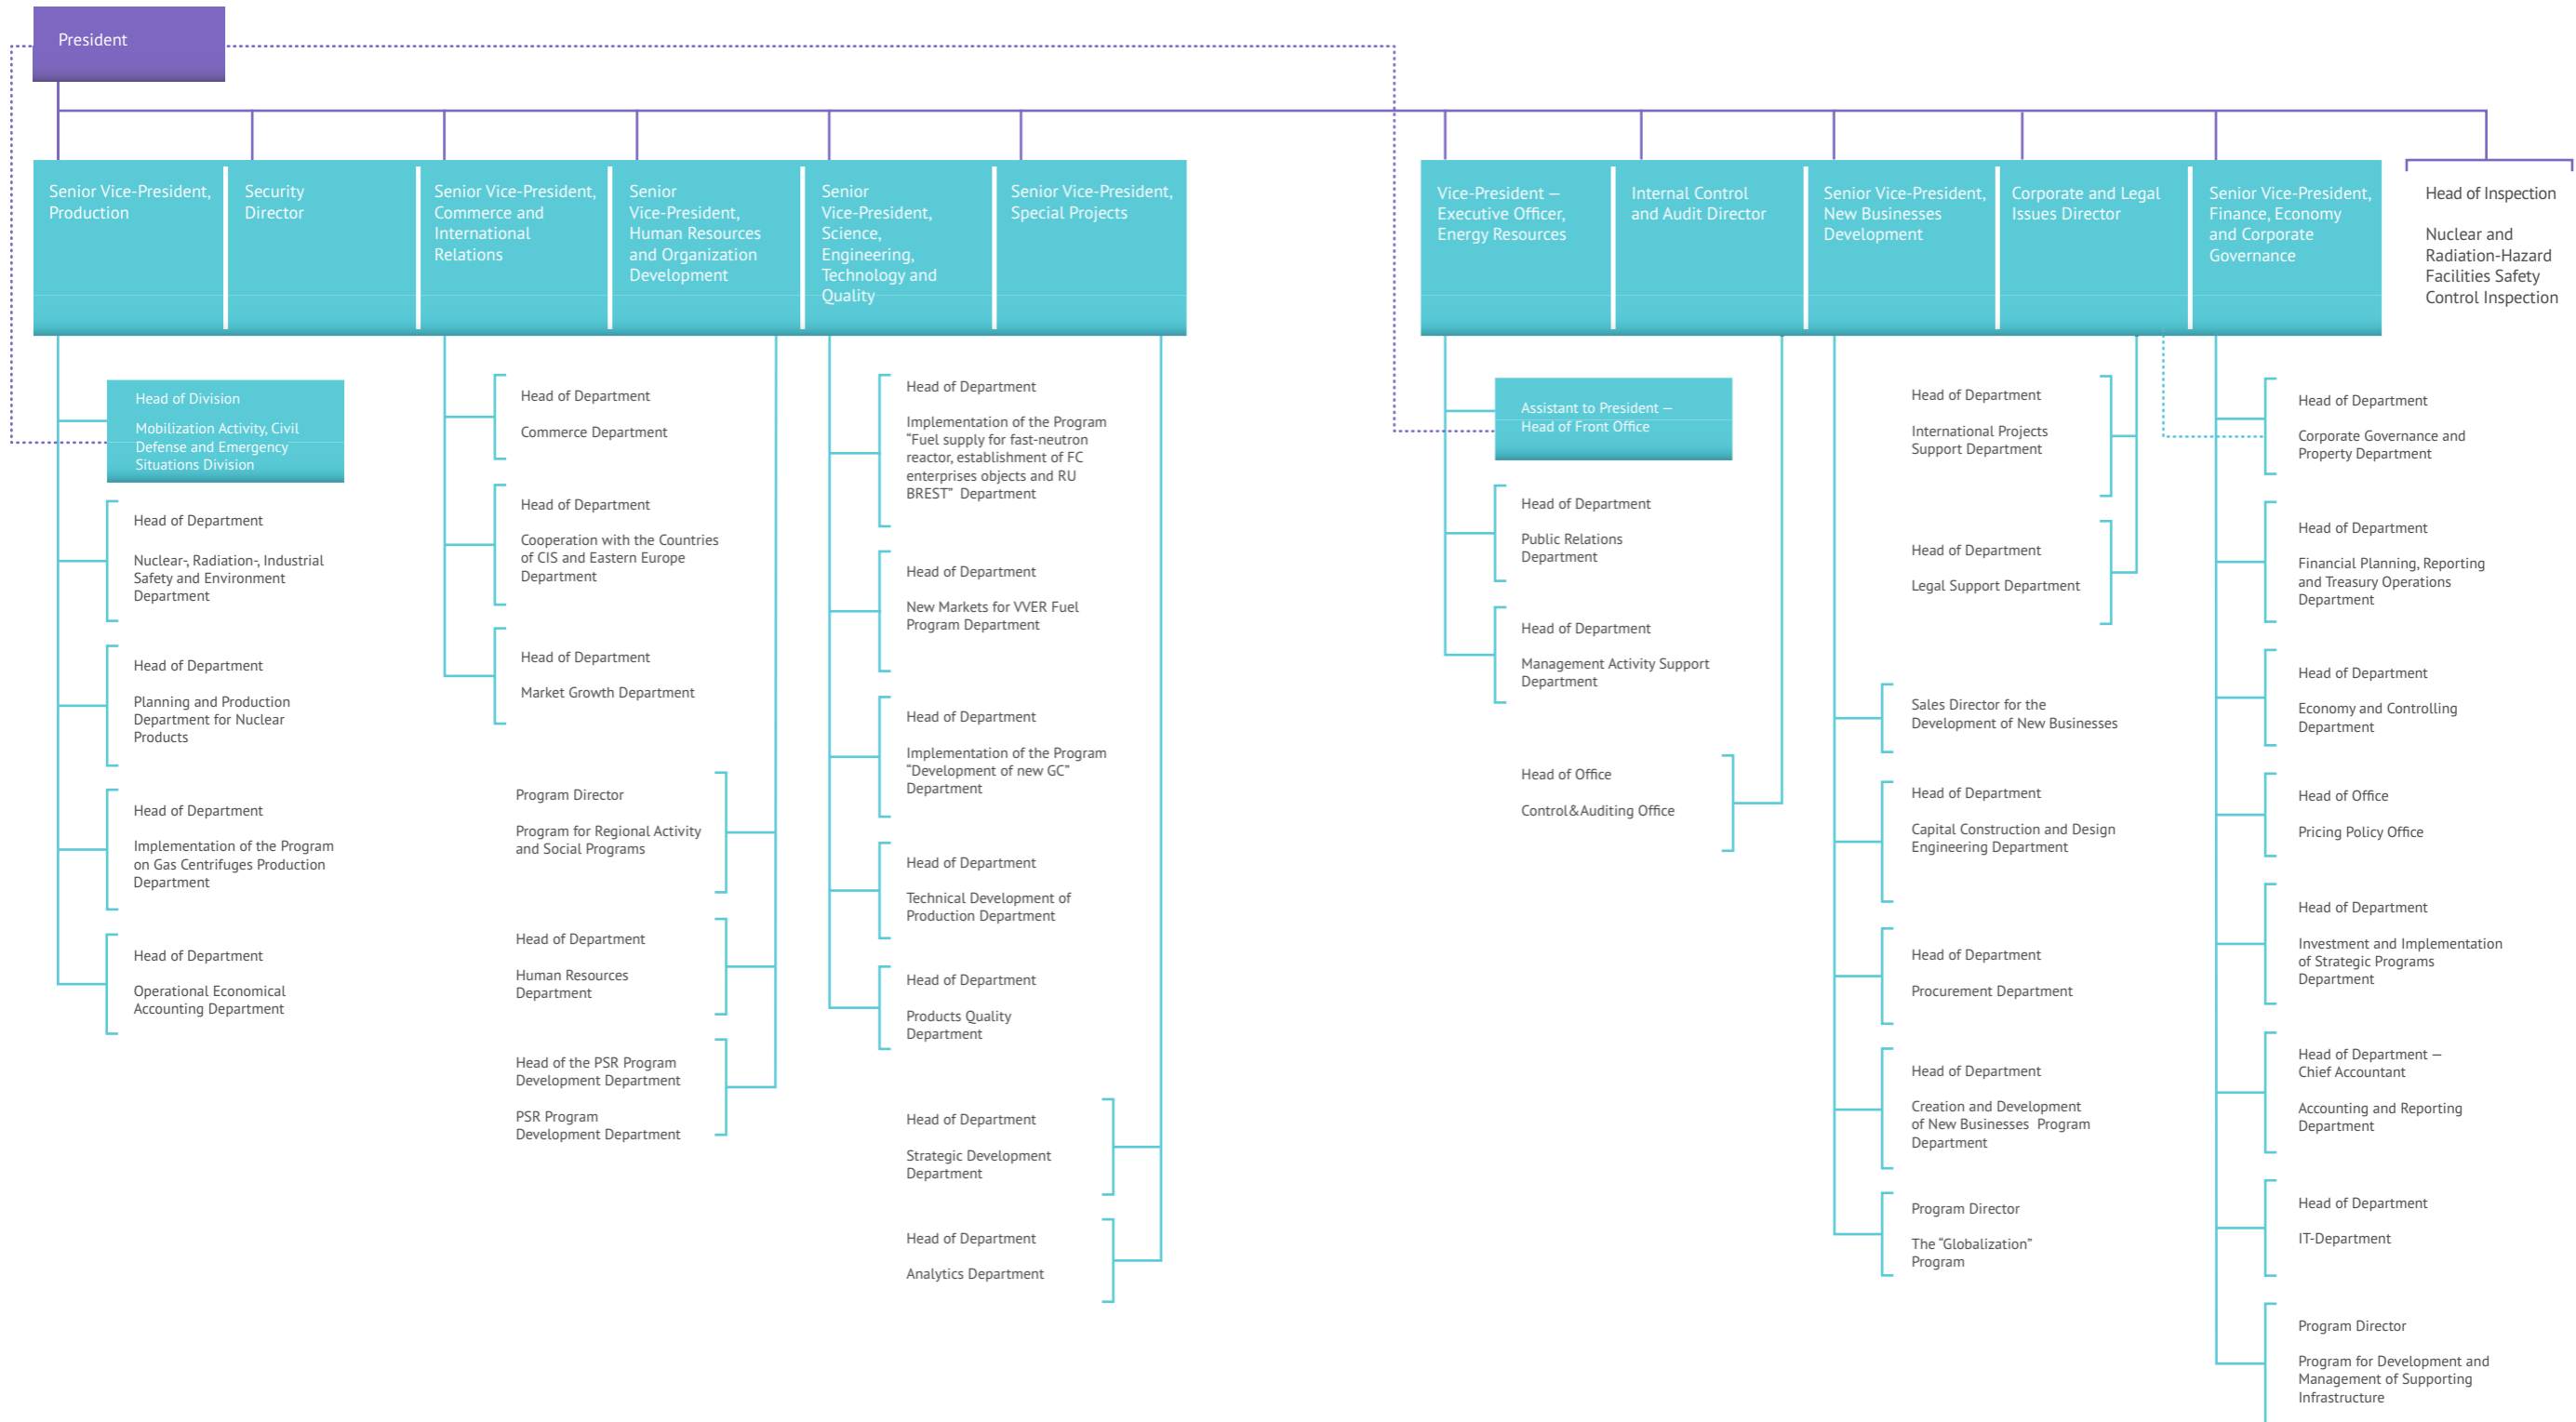 President
Senior Vice-President,
Production
Security
Director
Senior Vice-President,
Commerce and
International
Relations
Senior
Vice-President,
Human Resources
and Organization
Development
Senior
Vice-President,
Science,
Engineering,
Technology and
Quality
Senior Vice-President,
Special Projects
Vice-President —
Executive Officer,
Energy Resources
Internal Control
and Audit Director
Senior Vice-President,
New Businesses
Development
Corporate and Legal
Issues Director
Senior Vice-President,
Finance, Economy
and Corporate
Governance
Head of Inspection
Nuclear and
Radiation-Hazard
Facilities Safety
Control Inspection
Head of Division
Mobilization Activity, Civil
Defense and Emergency
Situations Division
Head of Department
Nuclear-, Radiation-, Industrial
Safety and Environment
Department
Head of Department
Planning and Production
Department for Nuclear
Products
Head of Department
Implementation of the Program
on Gas Centrifuges Production
Department
Head of Department
Operational Economical
Accounting Department
Head of Department
Commerce Department
Head of Department
Cooperation with the Countries
of CIS and Eastern Europe
Department
Head of Department
Market Growth Department
Program Director
Program for Regional Activity
and Social Programs
Head of Department
Human Resources
Department
Head of the PSR Program
Development Department
PSR Program
Development Department
Head of Department
Implementation of the Program
“Fuel supply for fast-neutron
reactor, establishment of FC
enterprises objects and RU
BREST” Department
Head of Department
New Markets for VVER Fuel
Program Department
Head of Department
Implementation of the Program
“Development of new GC”
Department
Head of Department
Technical Development of
Production Department
Head of Department
Products Quality
Department
Head of Department
Strategic Development
Department
Head of Department
Analytics Department
Assistant to President —
Head of Front Office
Head of Department
Public Relations
Department
Head of Department
Management Activity Support
Department
Head of Office
Control&Auditing Office
Head of Department
International Projects
Support Department
Head of Department
Legal Support Department
Sales Director for the
Development of New Businesses
Head of Department
Capital Construction and Design
Engineering Department
Head of Department
Procurement Department
Head of Department
Creation and Development
of New Businesses Program
Department
Program Director
The “Globalization”
Program
Head of Department
Corporate Governance and
Property Department
Head of Department
Financial Planning, Reporting
and Treasury Operations
Department
Head of Department
Economy and Controlling
Department
Head of Office
Pricing Policy Office
Head of Department
Investment and Implementation
of Strategic Programs
Department
Head of Department —
Chief Accountant
Accounting and Reporting
Department
Head of Department
IT-Department
Program Director
Program for Development and
Management of Supporting
Infrastructure